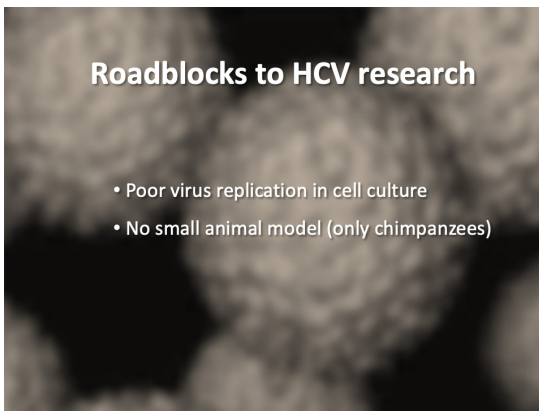 Roadblocks to HCV research
• Poor virus replication in cell culture
• No small animal model (only chimpanzees)